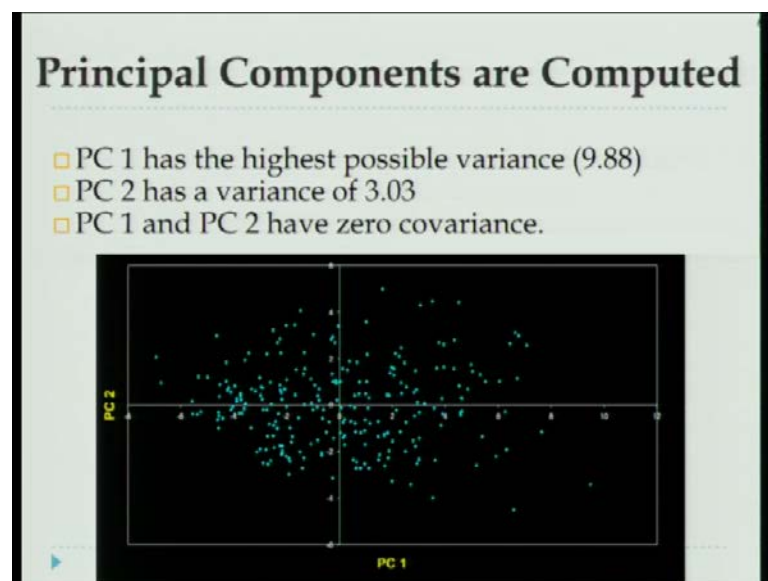 Principal Components are Computed
PC 1 has the highest possible variance (9.88)
PC 2 has a variance of 3.03
PC 1 and PC 2 have zero covariance.
PC 2
PC 1